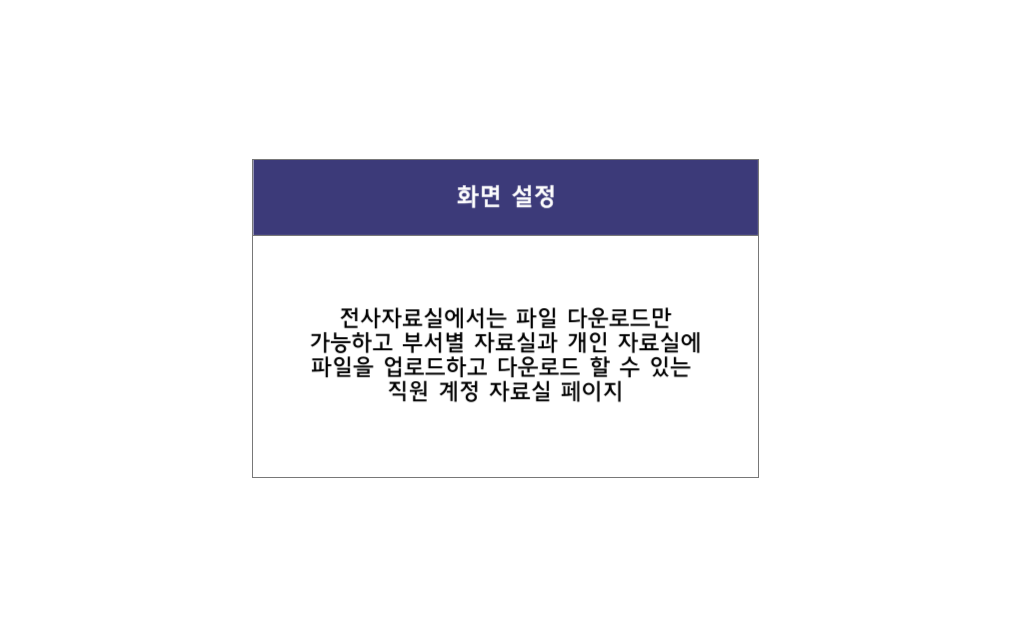 화면 설정
전사자료실에서는 파일 다운로드만
가능하고 부서별 자료실과 개인 자료실에
파일을 업로드하고 다운로드 할 수 있는
직원 계정 자료실 페이지